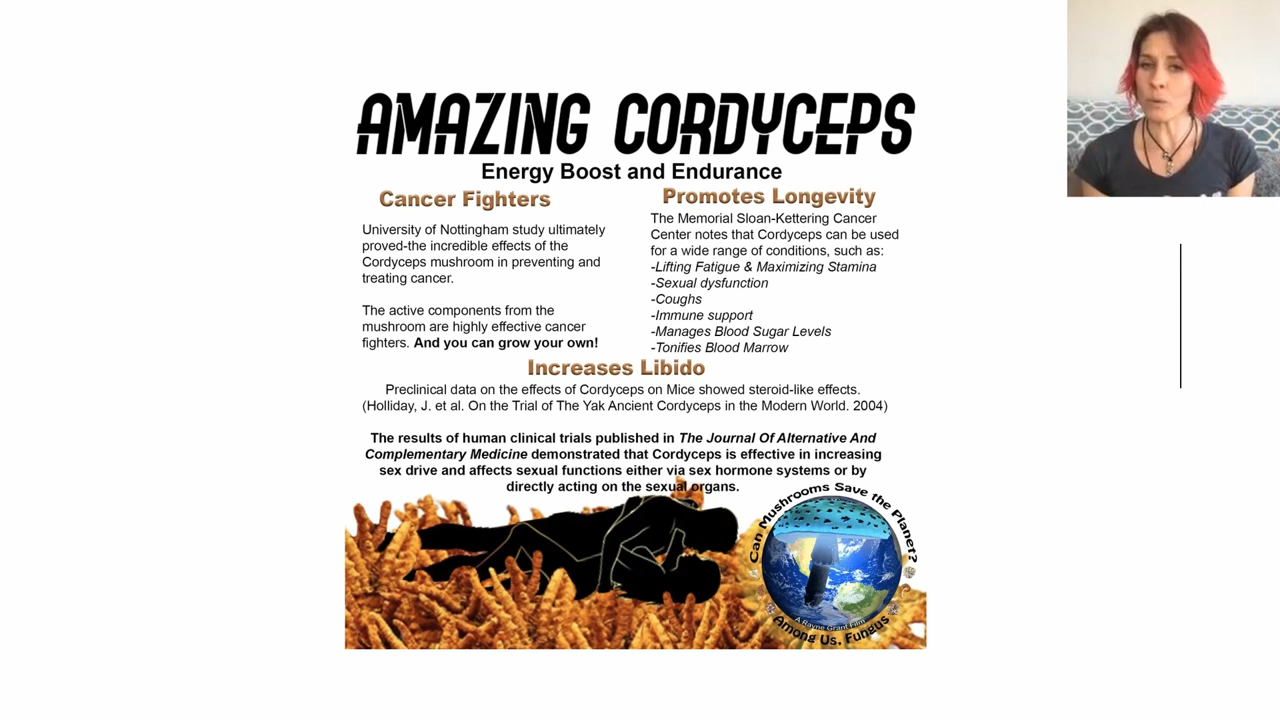 AMAZING CORDYCEPS
Energy Boost and Endurance
Cancer Fighters
University of Nottingham study ultimately
proved-the incredible effects of the
Cordyceps mushroom in preventing and
treating cancer.
The active components from the
mushroom are highly effective cancer
fighters. And you can grow your own!
Promotes Longevity
The Memorial Sloan-Kettering Cancer
Center notes that Cordyceps can be used
for a wide range of conditions, such as:
-Lifting Fatigue & Maximizing Stamina
-Sexual dysfunction
-Coughs
-Immune support
-Manages Blood Sugar Levels
-Tonifies Blood Marrow
Increases Libido
Preclinical data on the effects of Cordyceps on Mice showed steroid-like effects.
(Holliday, J. et al. On the Trial of The Yak Ancient Cordyceps in the Modern World. 2004)
The results of human clinical trials published in The Journal Of Alternative And
Complementary Medicine demonstrated that Cordyceps is effective in increasing
sex drive and affects sexual functions either via sex hormone systems or by
directly acting on the sexual organs.
Can Mushrooms Save the Planet?
A Rayne Grant Film
Among Us, Fungus